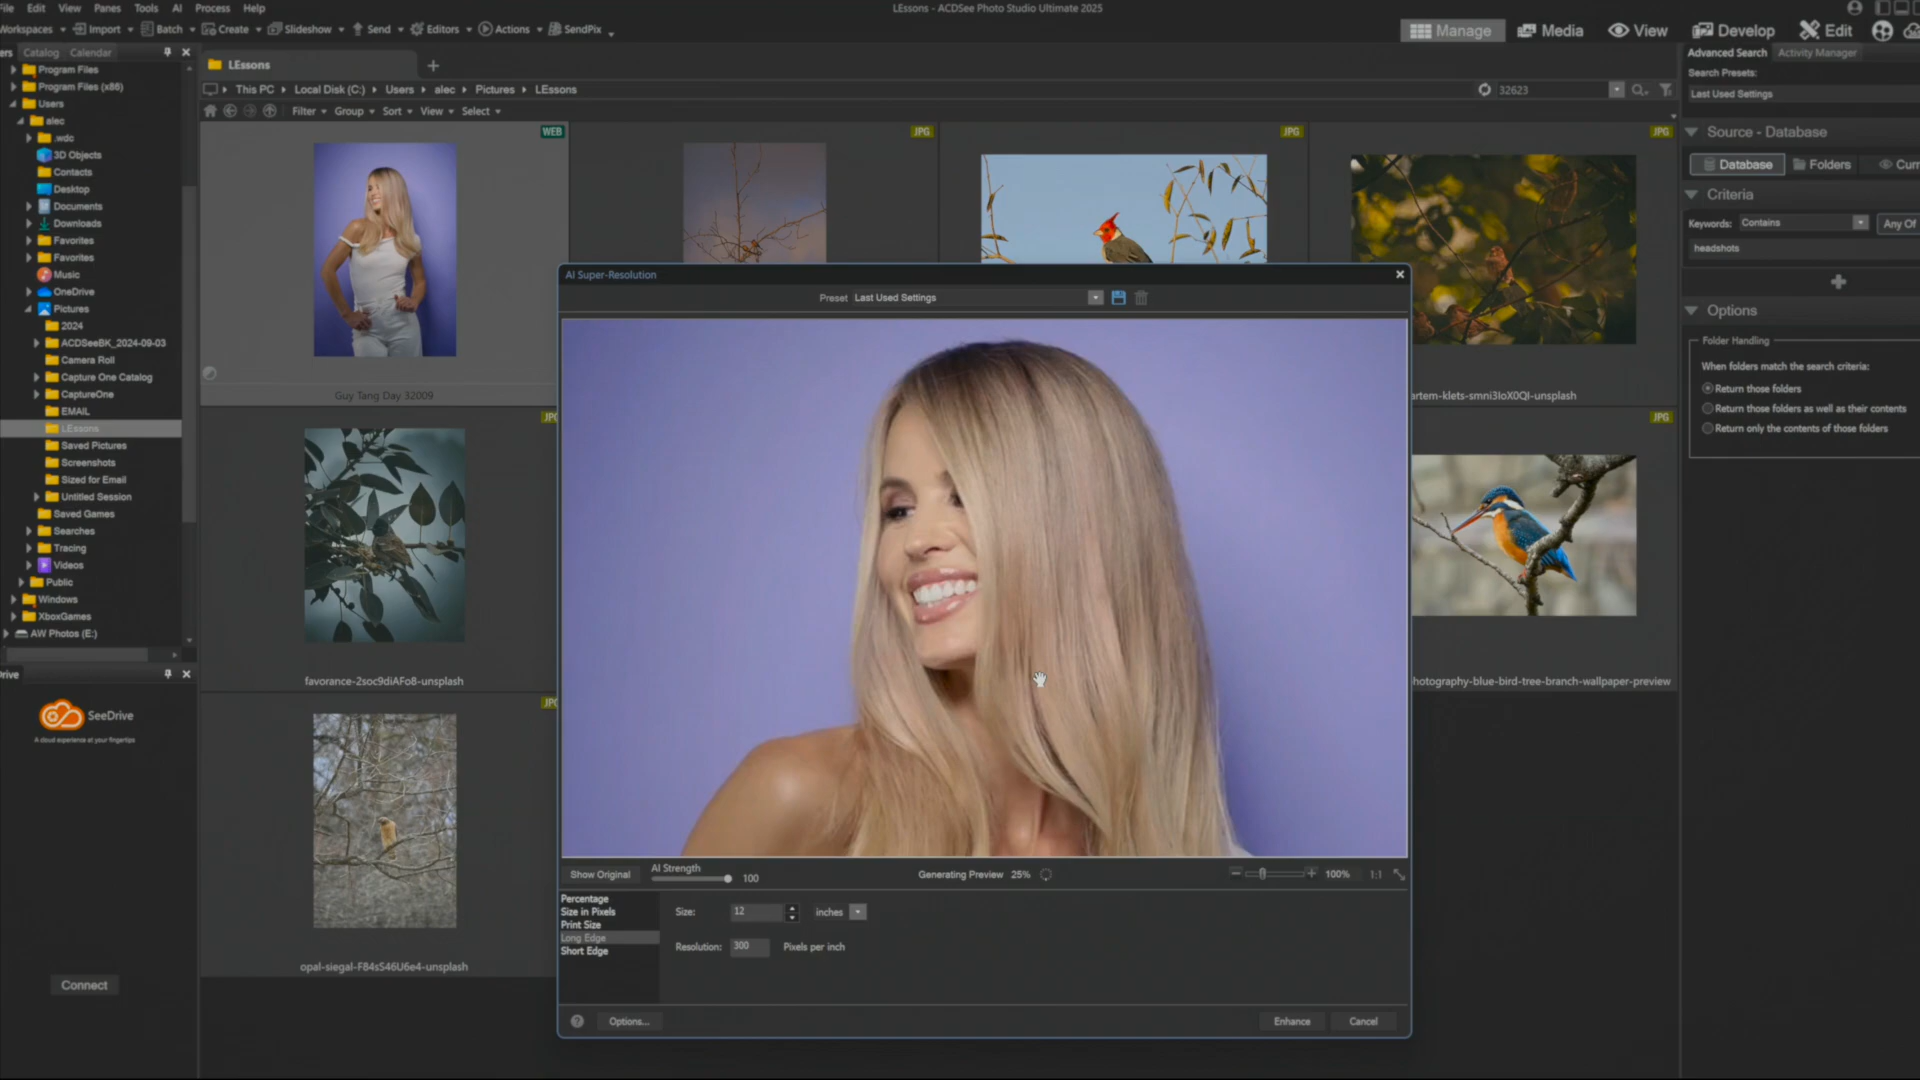 File Edit View Panes Tools AI Process Help
LEssons - ACDSee Photo Studio Ultimate 2025
Workspaces Import Batch Create Slideshow Send Editors Actions SendPix
Manage Media View Develop Edit
Catalog Calendar
LEssons
Advanced Search Activity Manager
Program Files
Program Files (x86)
Users
alec
.wdc
3D Objects
Contacts
Desktop
Documents
Downloads
Favorites
Favorites
Music
OneDrive
Pictures
2024
ACDSeeBK_2024-09-03
Camera Roll
Capture One Catalog
CaptureOne
EMAIL
LEssons
Saved Pictures
Screenshots
Sized for Email
Untitled Session
Saved Games
Searches
Tracing
Videos
Public
Windows
XboxGames
AW Photos (E:)
SeeDrive
A cloud experience at your fingertips
Connect
This PC Local Disk (C:) Users alec Pictures LEssons
32623
Filter Group Sort View Select
WEB
JPG
JPG
JPG
Guy Tang Day 32009
artem-klets-smni3IoX0QI-unsplash
JPG
JPG
favorance-2soc9diAFo8-unsplash
hotography-blue-bird-tree-branch-wallpaper-preview
JPG
opal-siegal-F84sS46U6e4-unsplash
AI Super-Resolution
Preset Last Used Settings
Show Original
AI Strength
100
Generating Preview 25%
100%
1:1
Percentage
Size in Pixels
Print Size
Long Edge
Short Edge
Size: 12 inches
Resolution: 300 Pixels per inch
Options...
Enhance Cancel
Search Presets:
Last Used Settings
Source - Database
Database Folders Curr
Criteria
Keywords: Contains Any Of
headshots
Options
Folder Handling
When folders match the search criteria:
Return those folders
Return those folders as well as their contents
Return only the contents of those folders